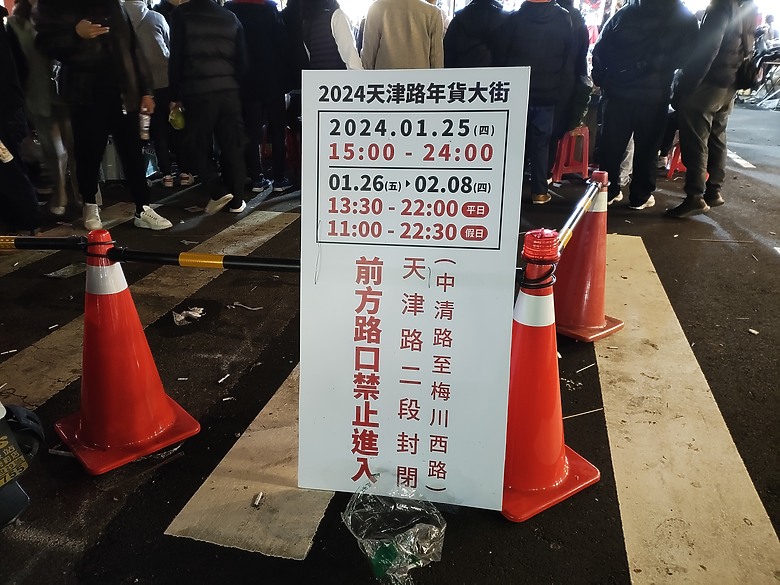 2024天津路年貨大街
2024.01.25(四)
15:00 - 24:00
01.26(五)▸02.08(四)
13:30 - 22:00 平日
11:00 - 22:30 假日
(中清路至梅川西路)
天津路二段封閉
前方路口禁止進入